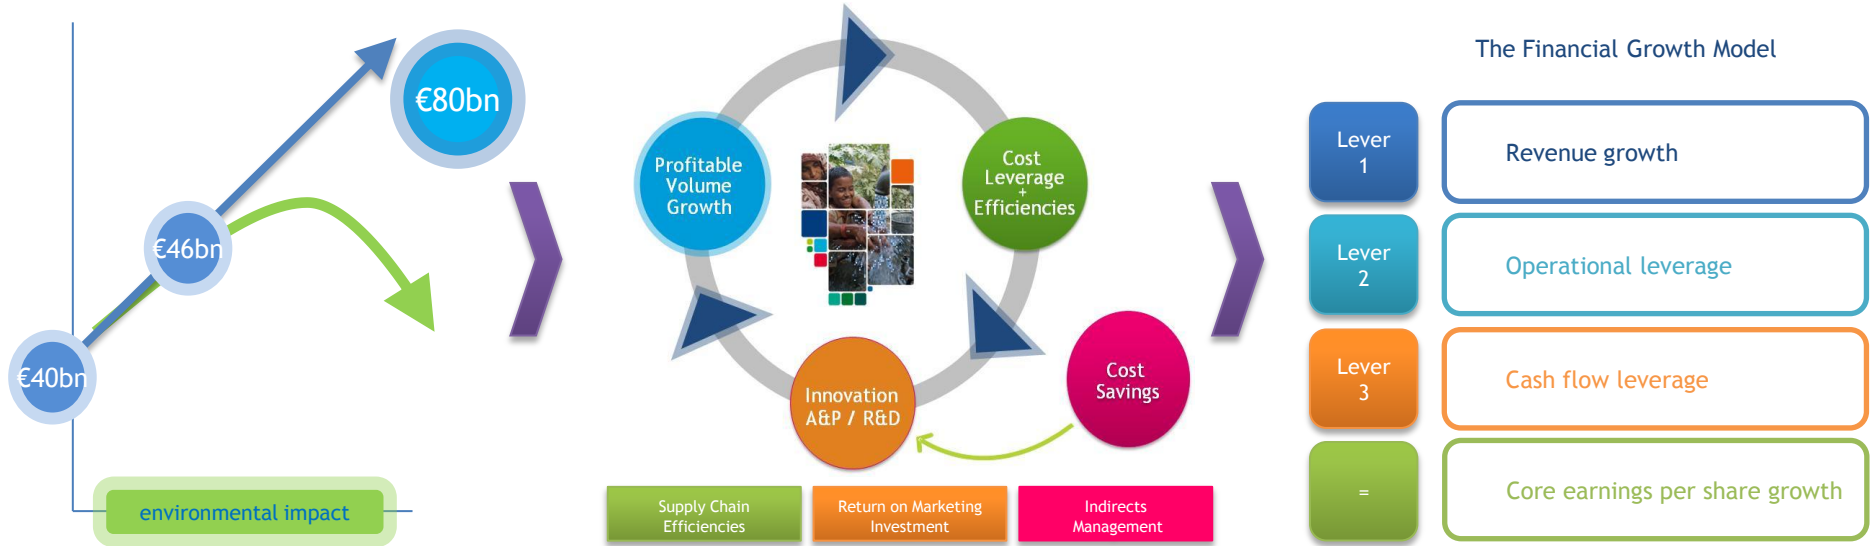 €80bn
€46bn
€40bn
environmental impact
Profitable
Volume
Growth
Cost
Leverage
+
Efficiencies
Innovation
A&P / R&D
Cost
Savings
Supply Chain
Efficiencies
Return on Marketing
Investment
Indirects
Management
The Financial Growth Model
Lever
1
Revenue growth
Lever
2
Operational leverage
Lever
3
Cash flow leverage
=
Core earnings per share growth